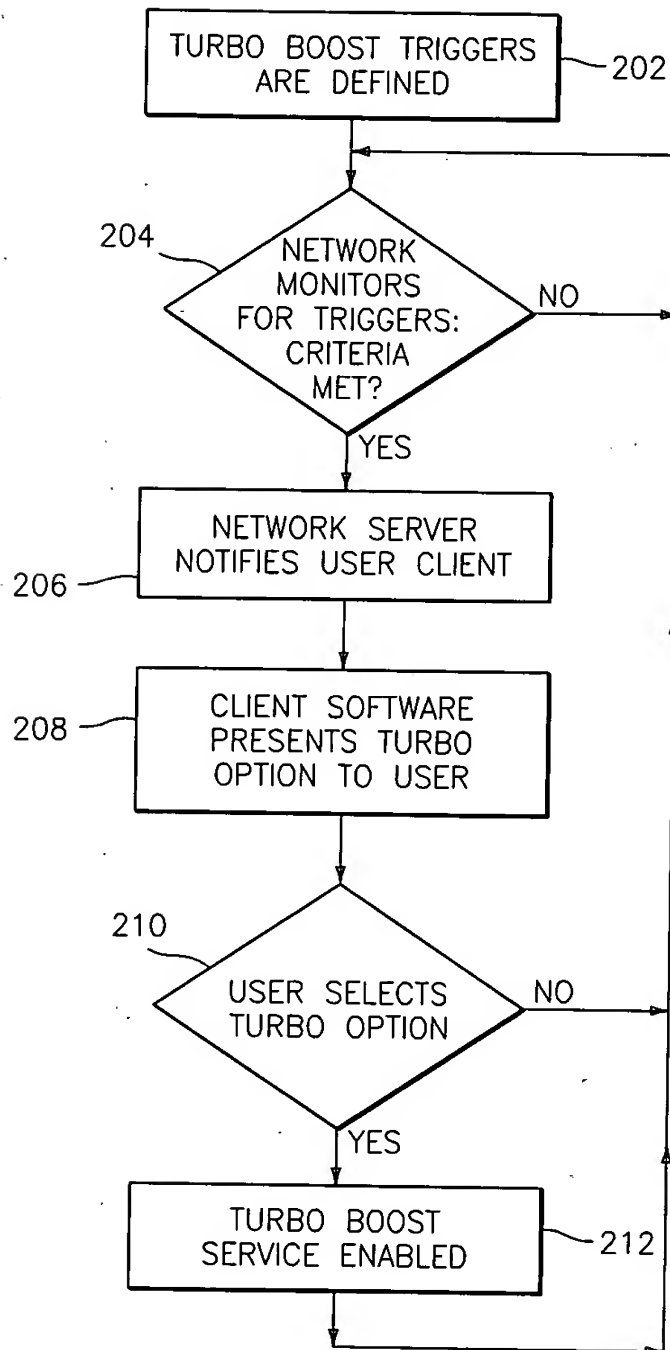 TURBO BOOST TRIGGERS
ARE DEFINED
202
204
NETWORK
MONITORS
FOR TRIGGERS:
CRITERIA
MET?
NO
YES
NETWORK SERVER
NOTIFIES USER CLIENT
206
CLIENT SOFTWARE
PRESENTS TURBO
OPTION TO USER
208
210
USER SELECTS
TURBO OPTION
NO
YES
TURBO BOOST
SERVICE ENABLED
212